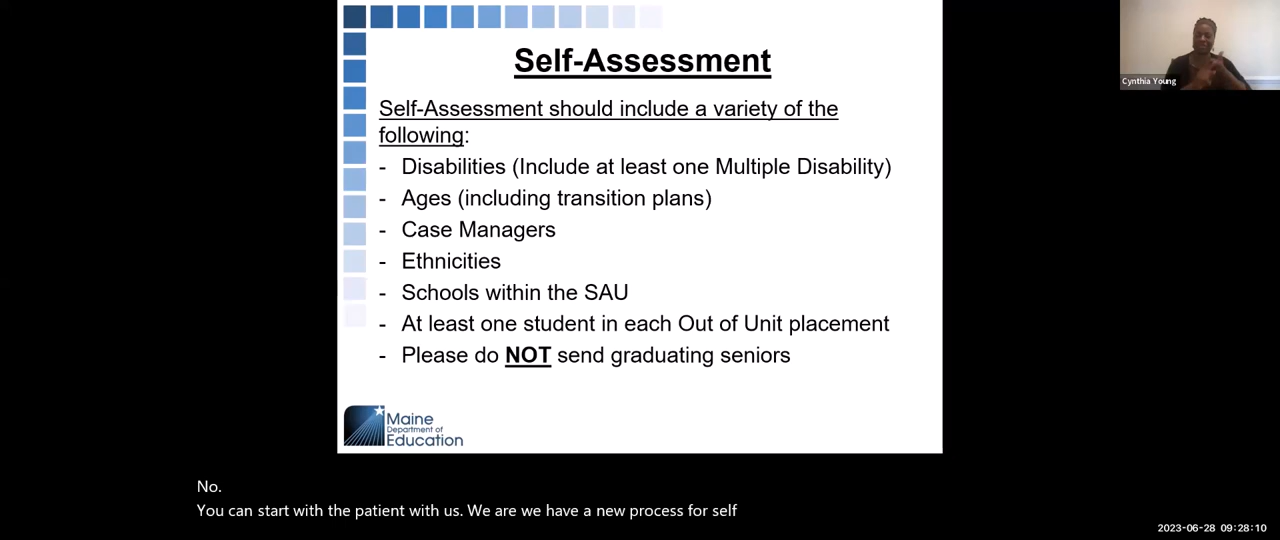 Self-Assessment
Self-Assessment should include a variety of the
following:
- Disabilities (Include at least one Multiple Disability)
- Ages (including transition plans)
- Case Managers
- Ethnicities
- Schools within the SAU
- At least one student in each Out of Unit placement
- Please do NOT send graduating seniors
Maine
Department of
Education
Cynthia Young
No.
You can start with the patient with us. We are we have a new process for self
2023-06-28 09:28:10